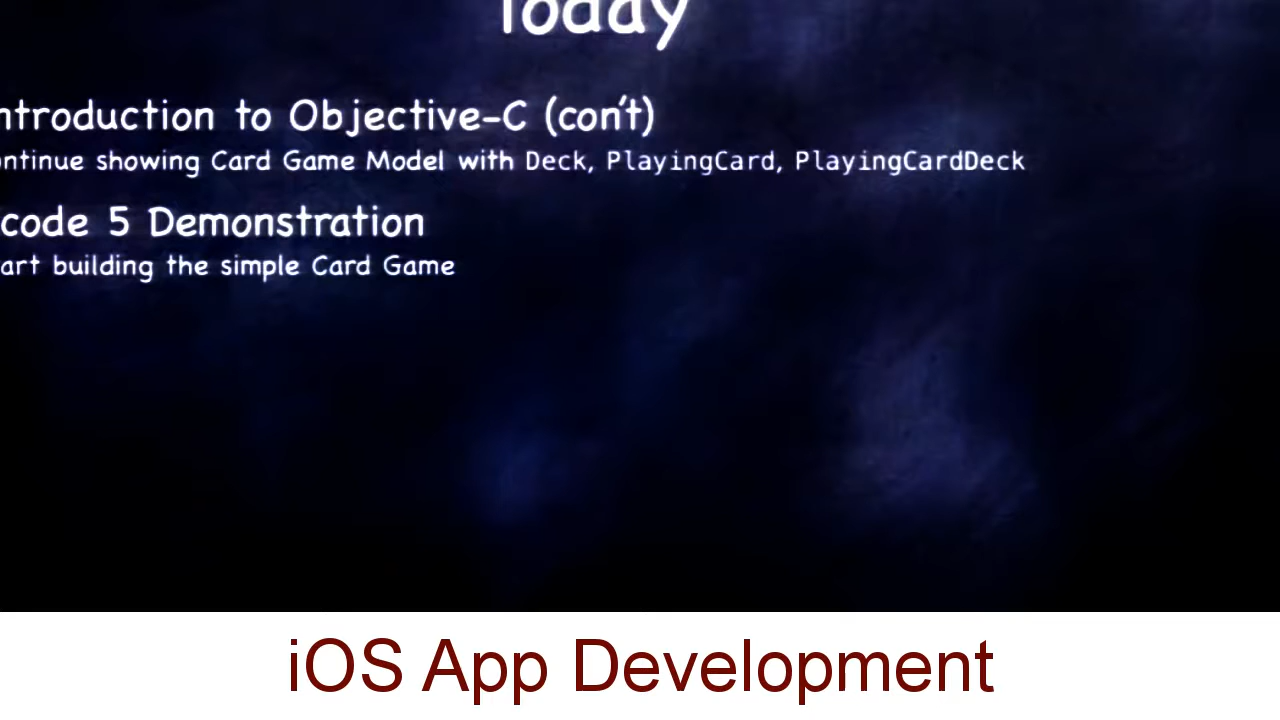 Today
ntroduction to Objective-C (con't)
ontinue showing Card Game Model with Deck, PlayingCard, PlayingCardDeck
code 5 Demonstration
art building the simple Card Game
iOS App Development